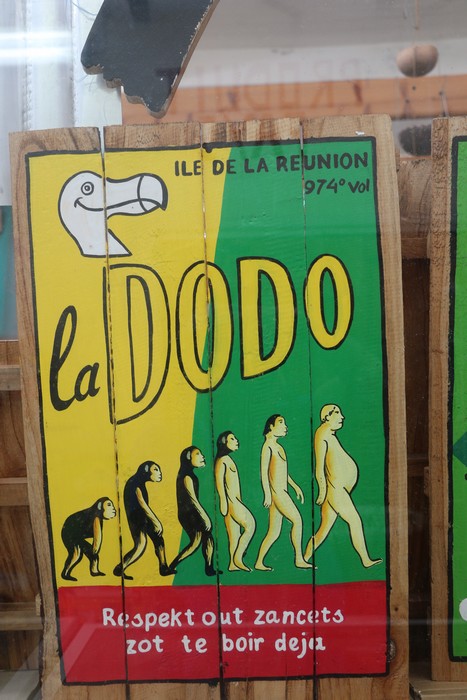 ILE DE LA REUNION
974° vol
la DODO
Respekt out zancets
zot te boir deja